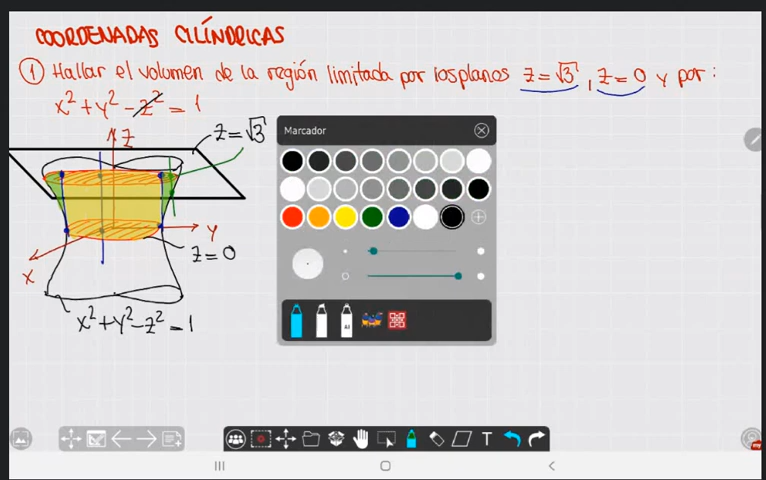 COORDENADAS CILÍNDRICAS
① Hallar el volumen de la región limitada por los planos z=√3, z=0 y por:
x²+y²-z²=1
z
z=√3
Marcador
y
z=0
x
x²+y²-z²=1
T